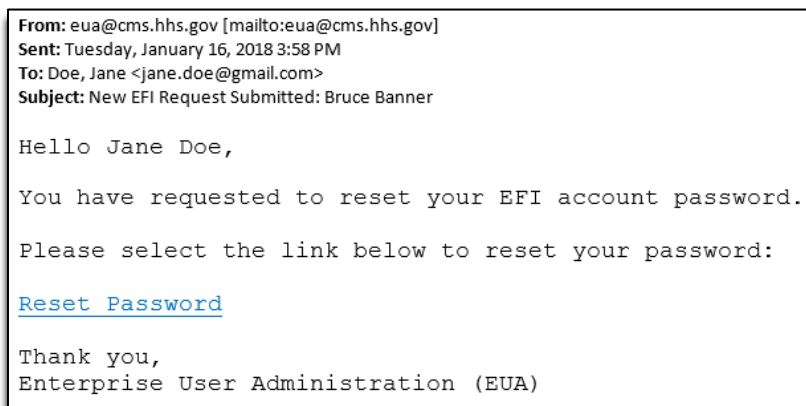 From: eua@cms.hhs.gov [mailto:eua@cms.hhs.gov]
Sent: Tuesday, January 16, 2018 3:58 PM
To: Doe, Jane <jane.doe@gmail.com>
Subject: New EFI Request Submitted: Bruce Banner
Hello Jane Doe,
You have requested to reset your EFI account password.
Please select the link below to reset your password:
Reset Password
Thank you,
Enterprise User Administration (EUA)